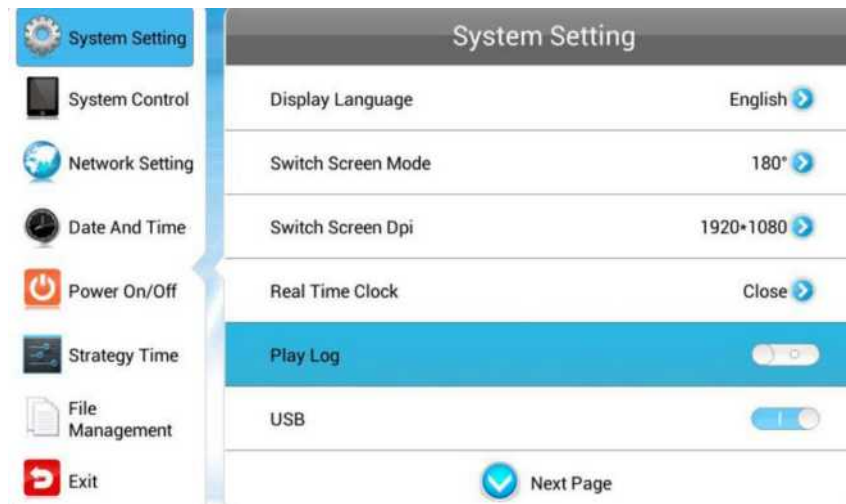 System Setting
System Control
Network Setting
Date And Time
Power On/Off
Strategy Time
File
Management
Exit
System Setting
Display Language English
Switch Screen Mode 180°
Switch Screen Dpi 1920*1080
Real Time Clock Close
Play Log
USB
Next Page